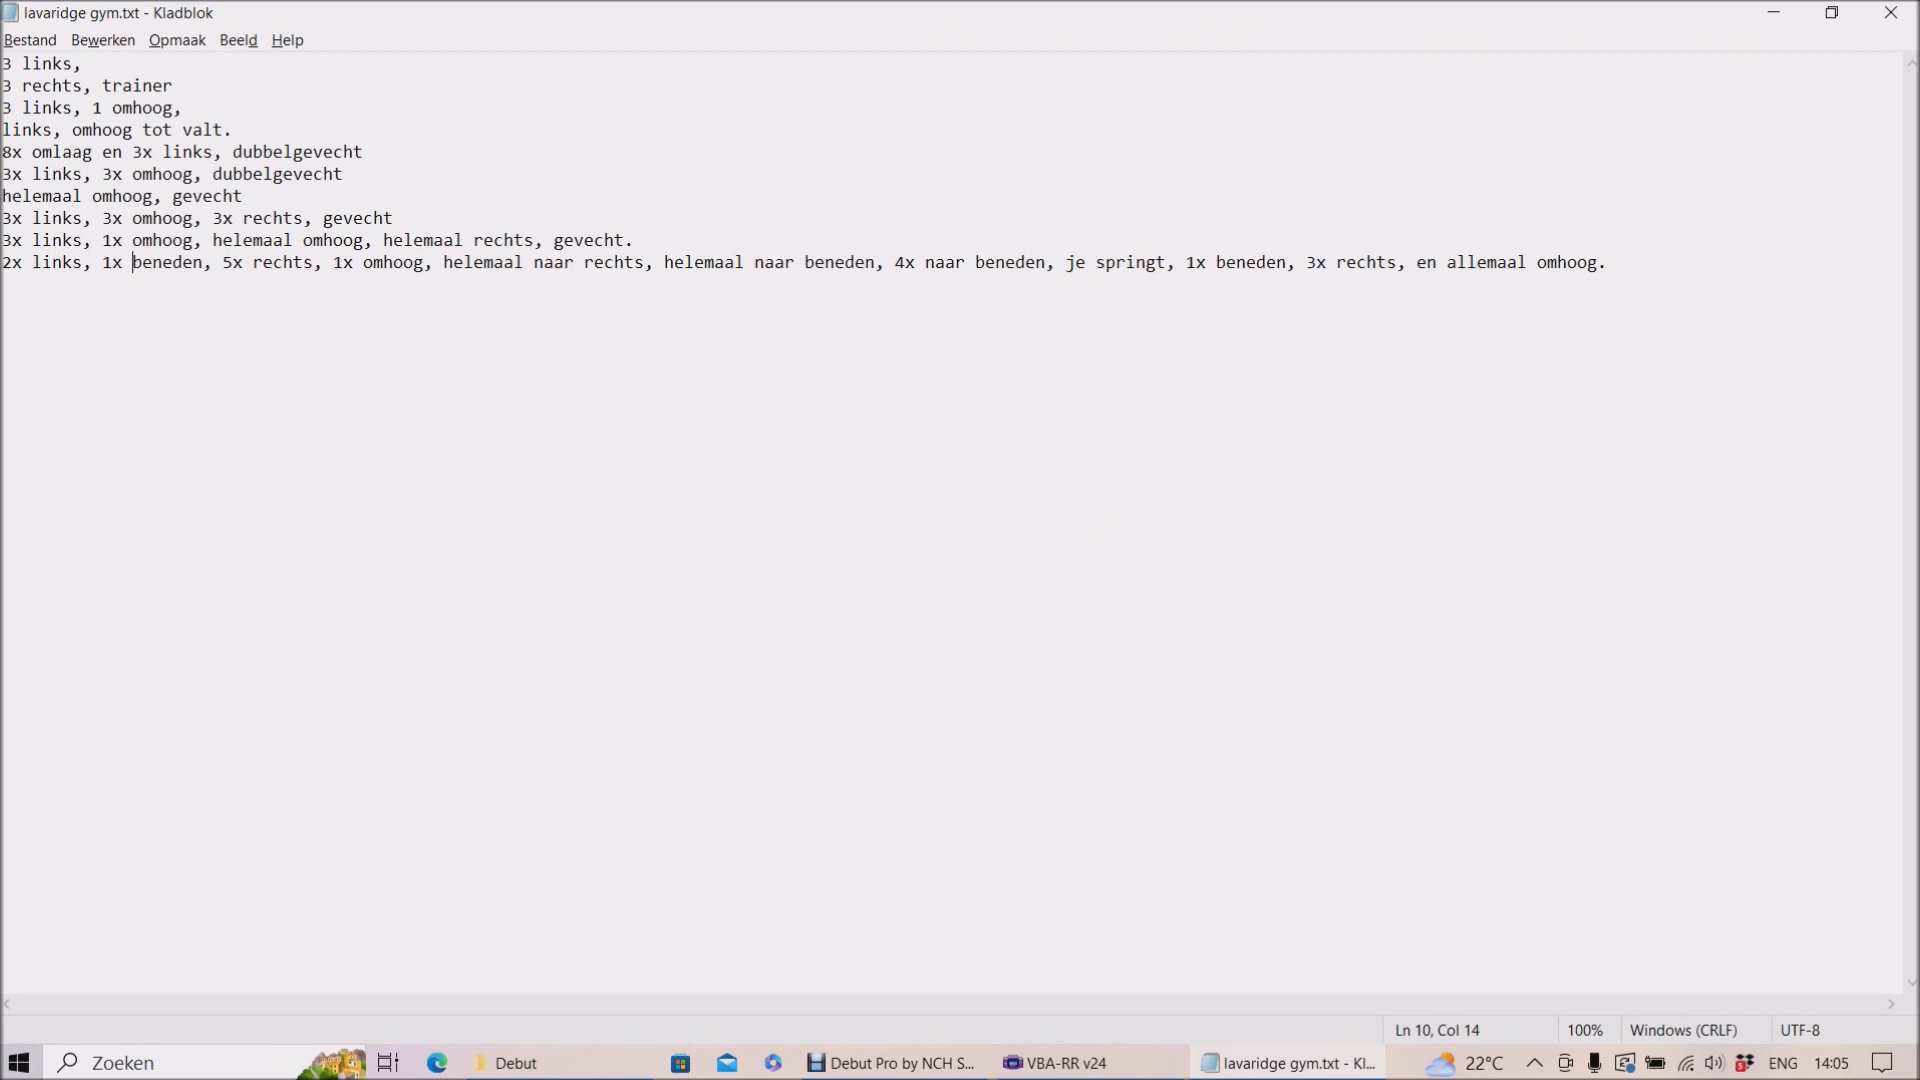 lavaridge gym.txt - Kladblok
Bestand Bewerken Opmaak Beeld Help
3 links,
3 rechts, trainer
3 links, 1 omhoog,
links, omhoog tot valt.
8x omlaag en 3x links, dubbelgevecht
3x links, 3x omhoog, dubbelgevecht
helemaal omhoog, gevecht
3x links, 3x omhoog, 3x rechts, gevecht
3x links, 1x omhoog, helemaal omhoog, helemaal rechts, gevecht.
2x links, 1x beneden, 5x rechts, 1x omhoog, helemaal naar rechts, helemaal naar beneden, 4x naar beneden, je springt, 1x beneden, 3x rechts, en allemaal omhoog.
Ln 10, Col 14 100% Windows (CRLF) UTF-8
Zoeken Debut Debut Pro by NCH S... VBA-RR v24 lavaridge gym.txt - Kl... 22°C ENG 14:05